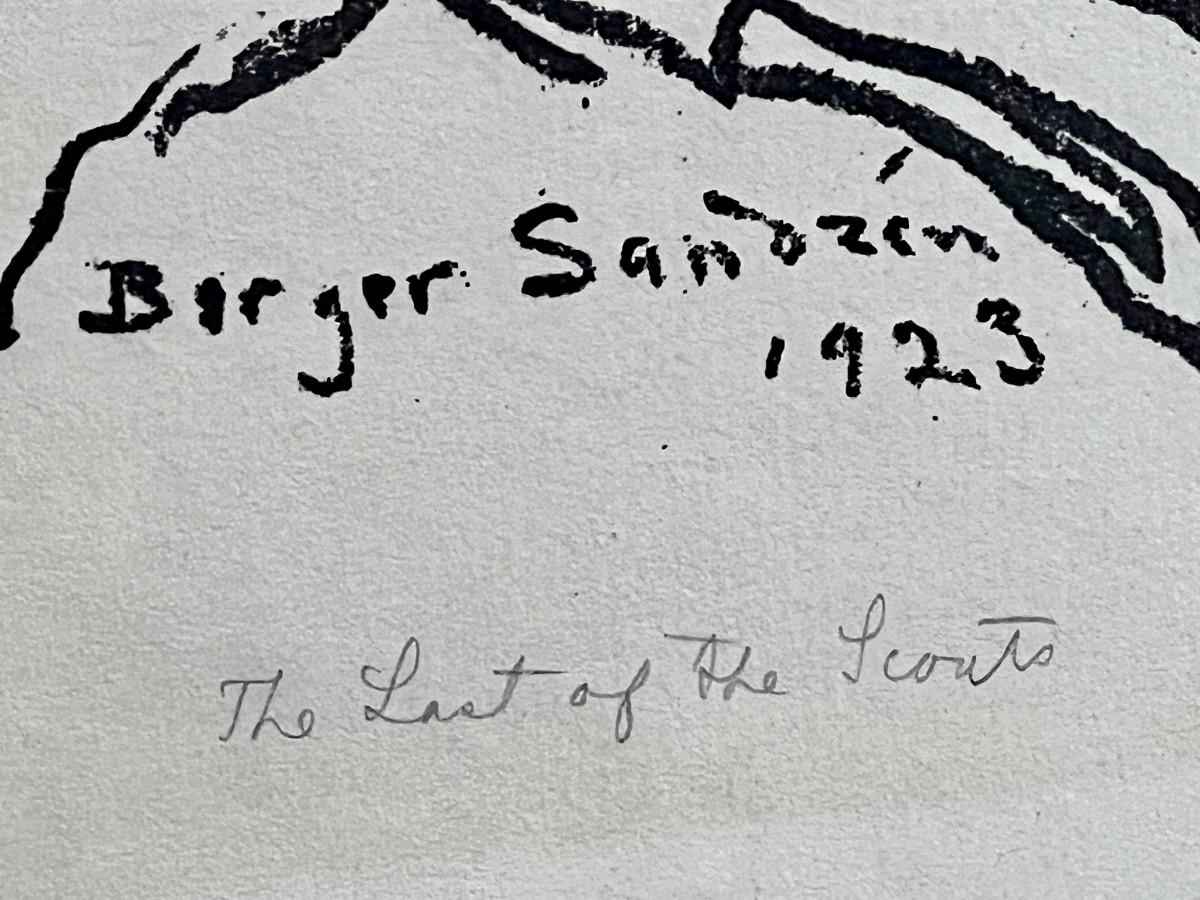 Birger Sandzén
1923
The Last of the Scouts